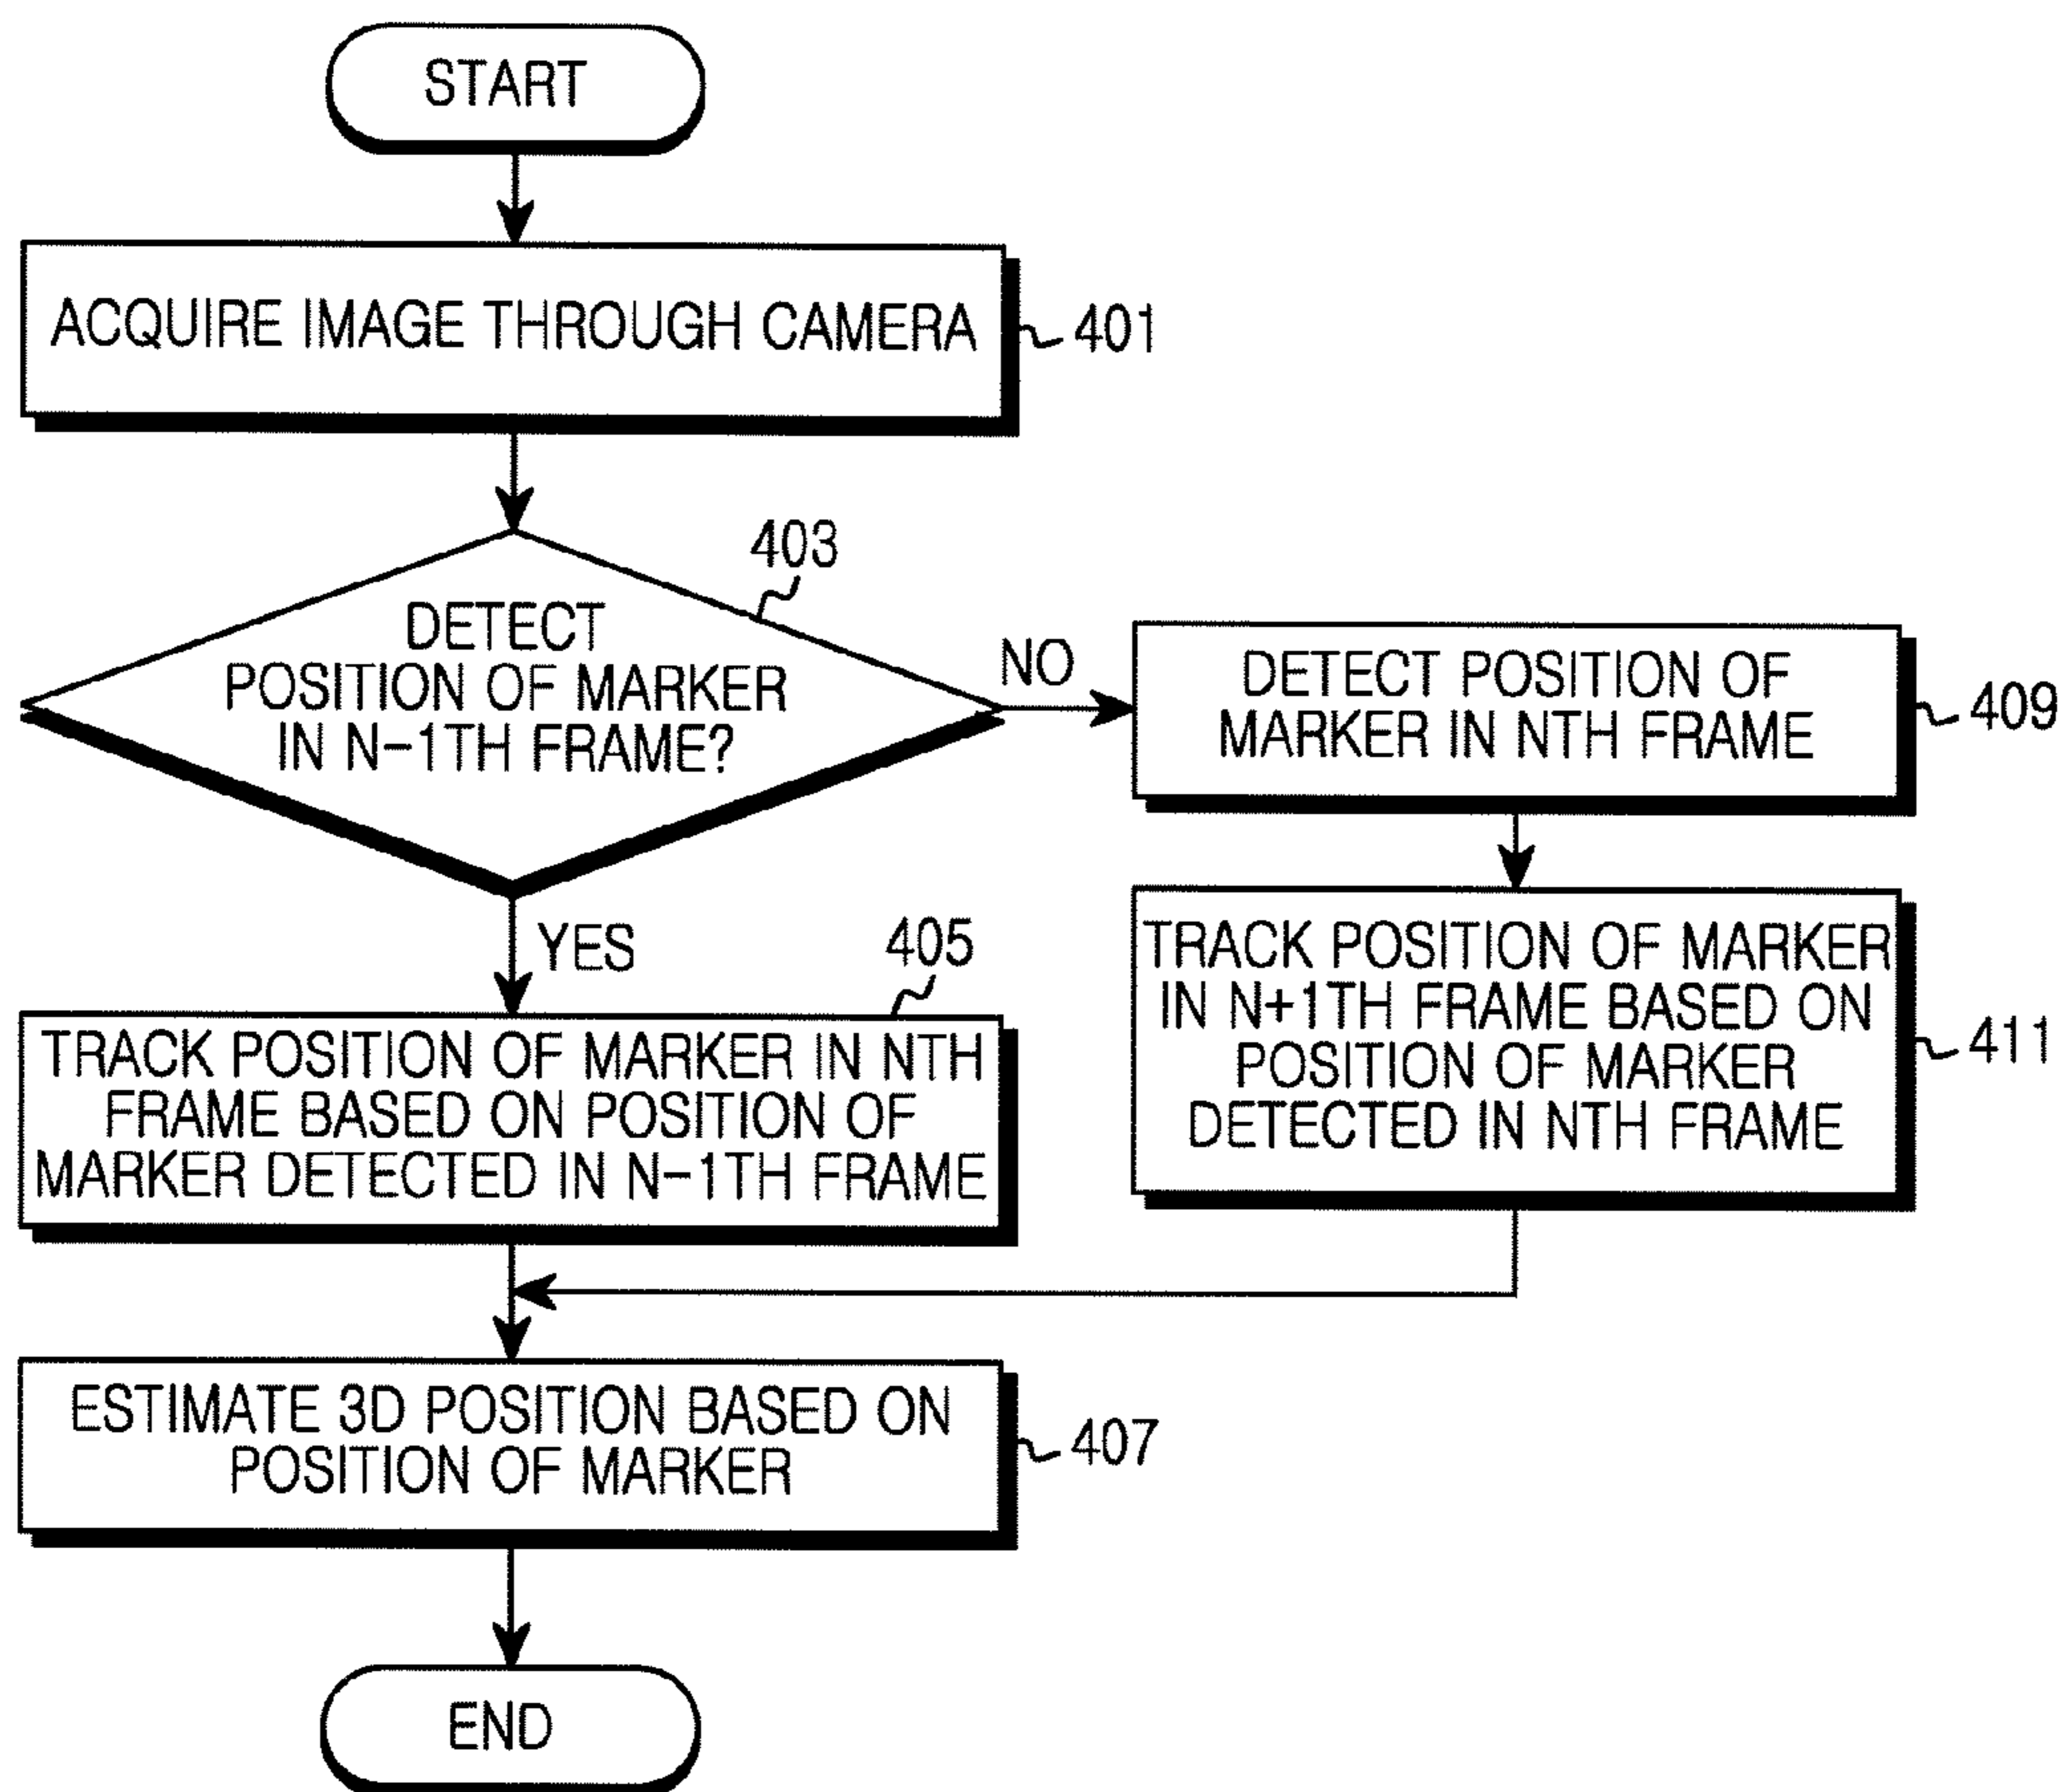 START
ACQUIRE IMAGE THROUGH CAMERA
401
403
DETECT
POSITION OF MARKER
IN N-1TH FRAME?
NO
DETECT POSITION OF
MARKER IN NTH FRAME
409
YES
405
TRACK POSITION OF MARKER IN NTH
FRAME BASED ON POSITION OF
MARKER DETECTED IN N-1TH FRAME
TRACK POSITION OF MARKER
IN N+1TH FRAME BASED ON
POSITION OF MARKER
DETECTED IN NTH FRAME
411
ESTIMATE 3D POSITION BASED ON
POSITION OF MARKER
407
END